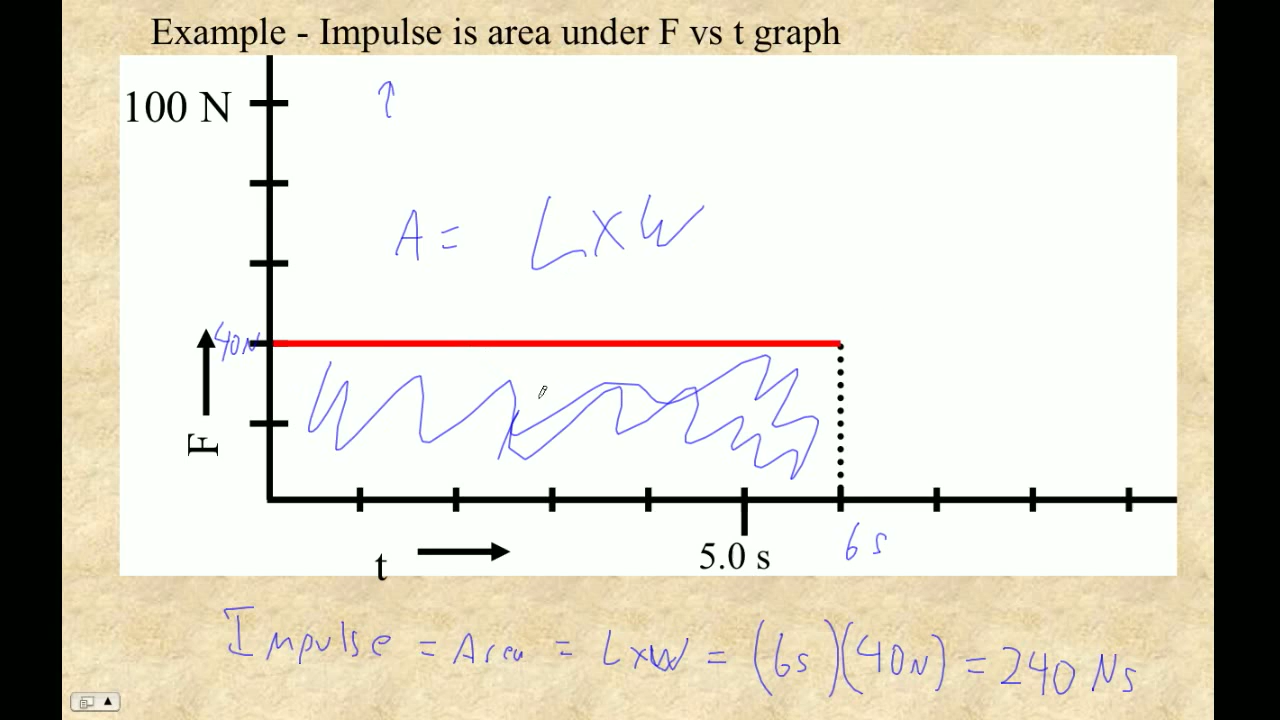 Example - Impulse is area under F vs t graph
100 N
A = L x W
40N
F
t
5.0 s
6 s
Impulse = Area = L x W = (6s)(40N) = 240 Ns